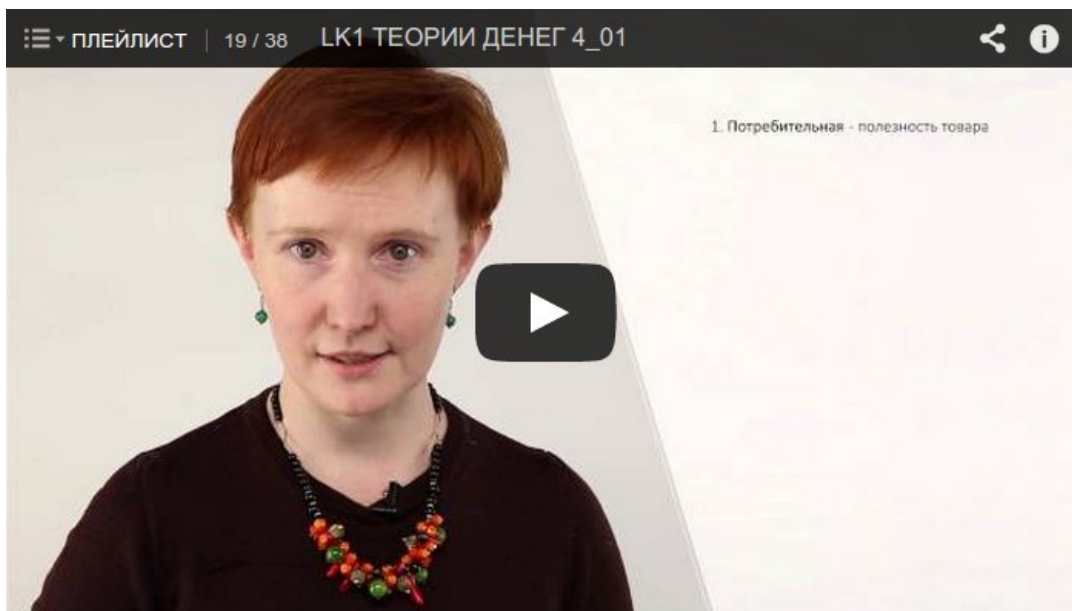 ПЛЕЙЛИСТ 19 / 38 LK1 ТЕОРИИ ДЕНЕГ 4_01
1. Потребительная - полезность товара